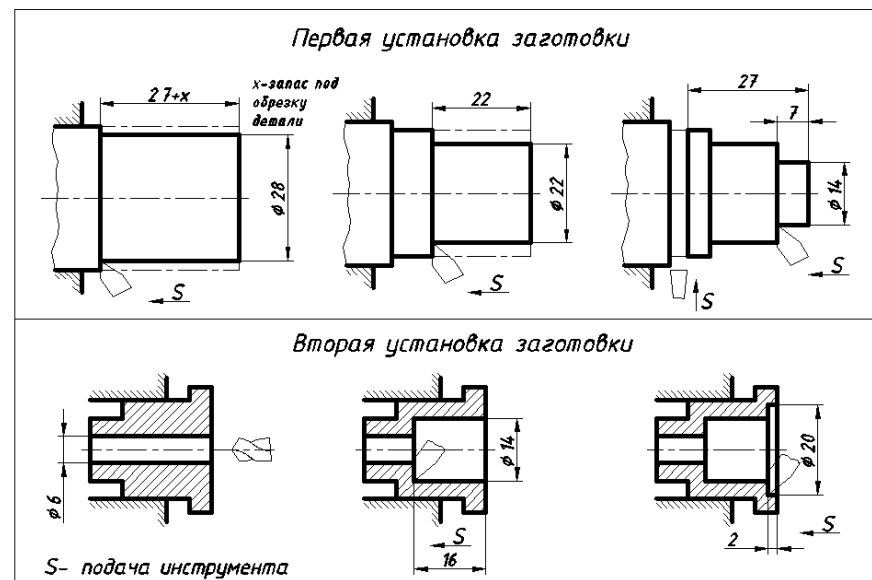 Первая установка заготовки
27+x
x-запас под
обрезку
детали
⌀28
S
22
⌀22
S
27
7
⌀14
S
S
Вторая установка заготовки
⌀6
⌀14
S
16
⌀20
S
2
S- подача инструмента